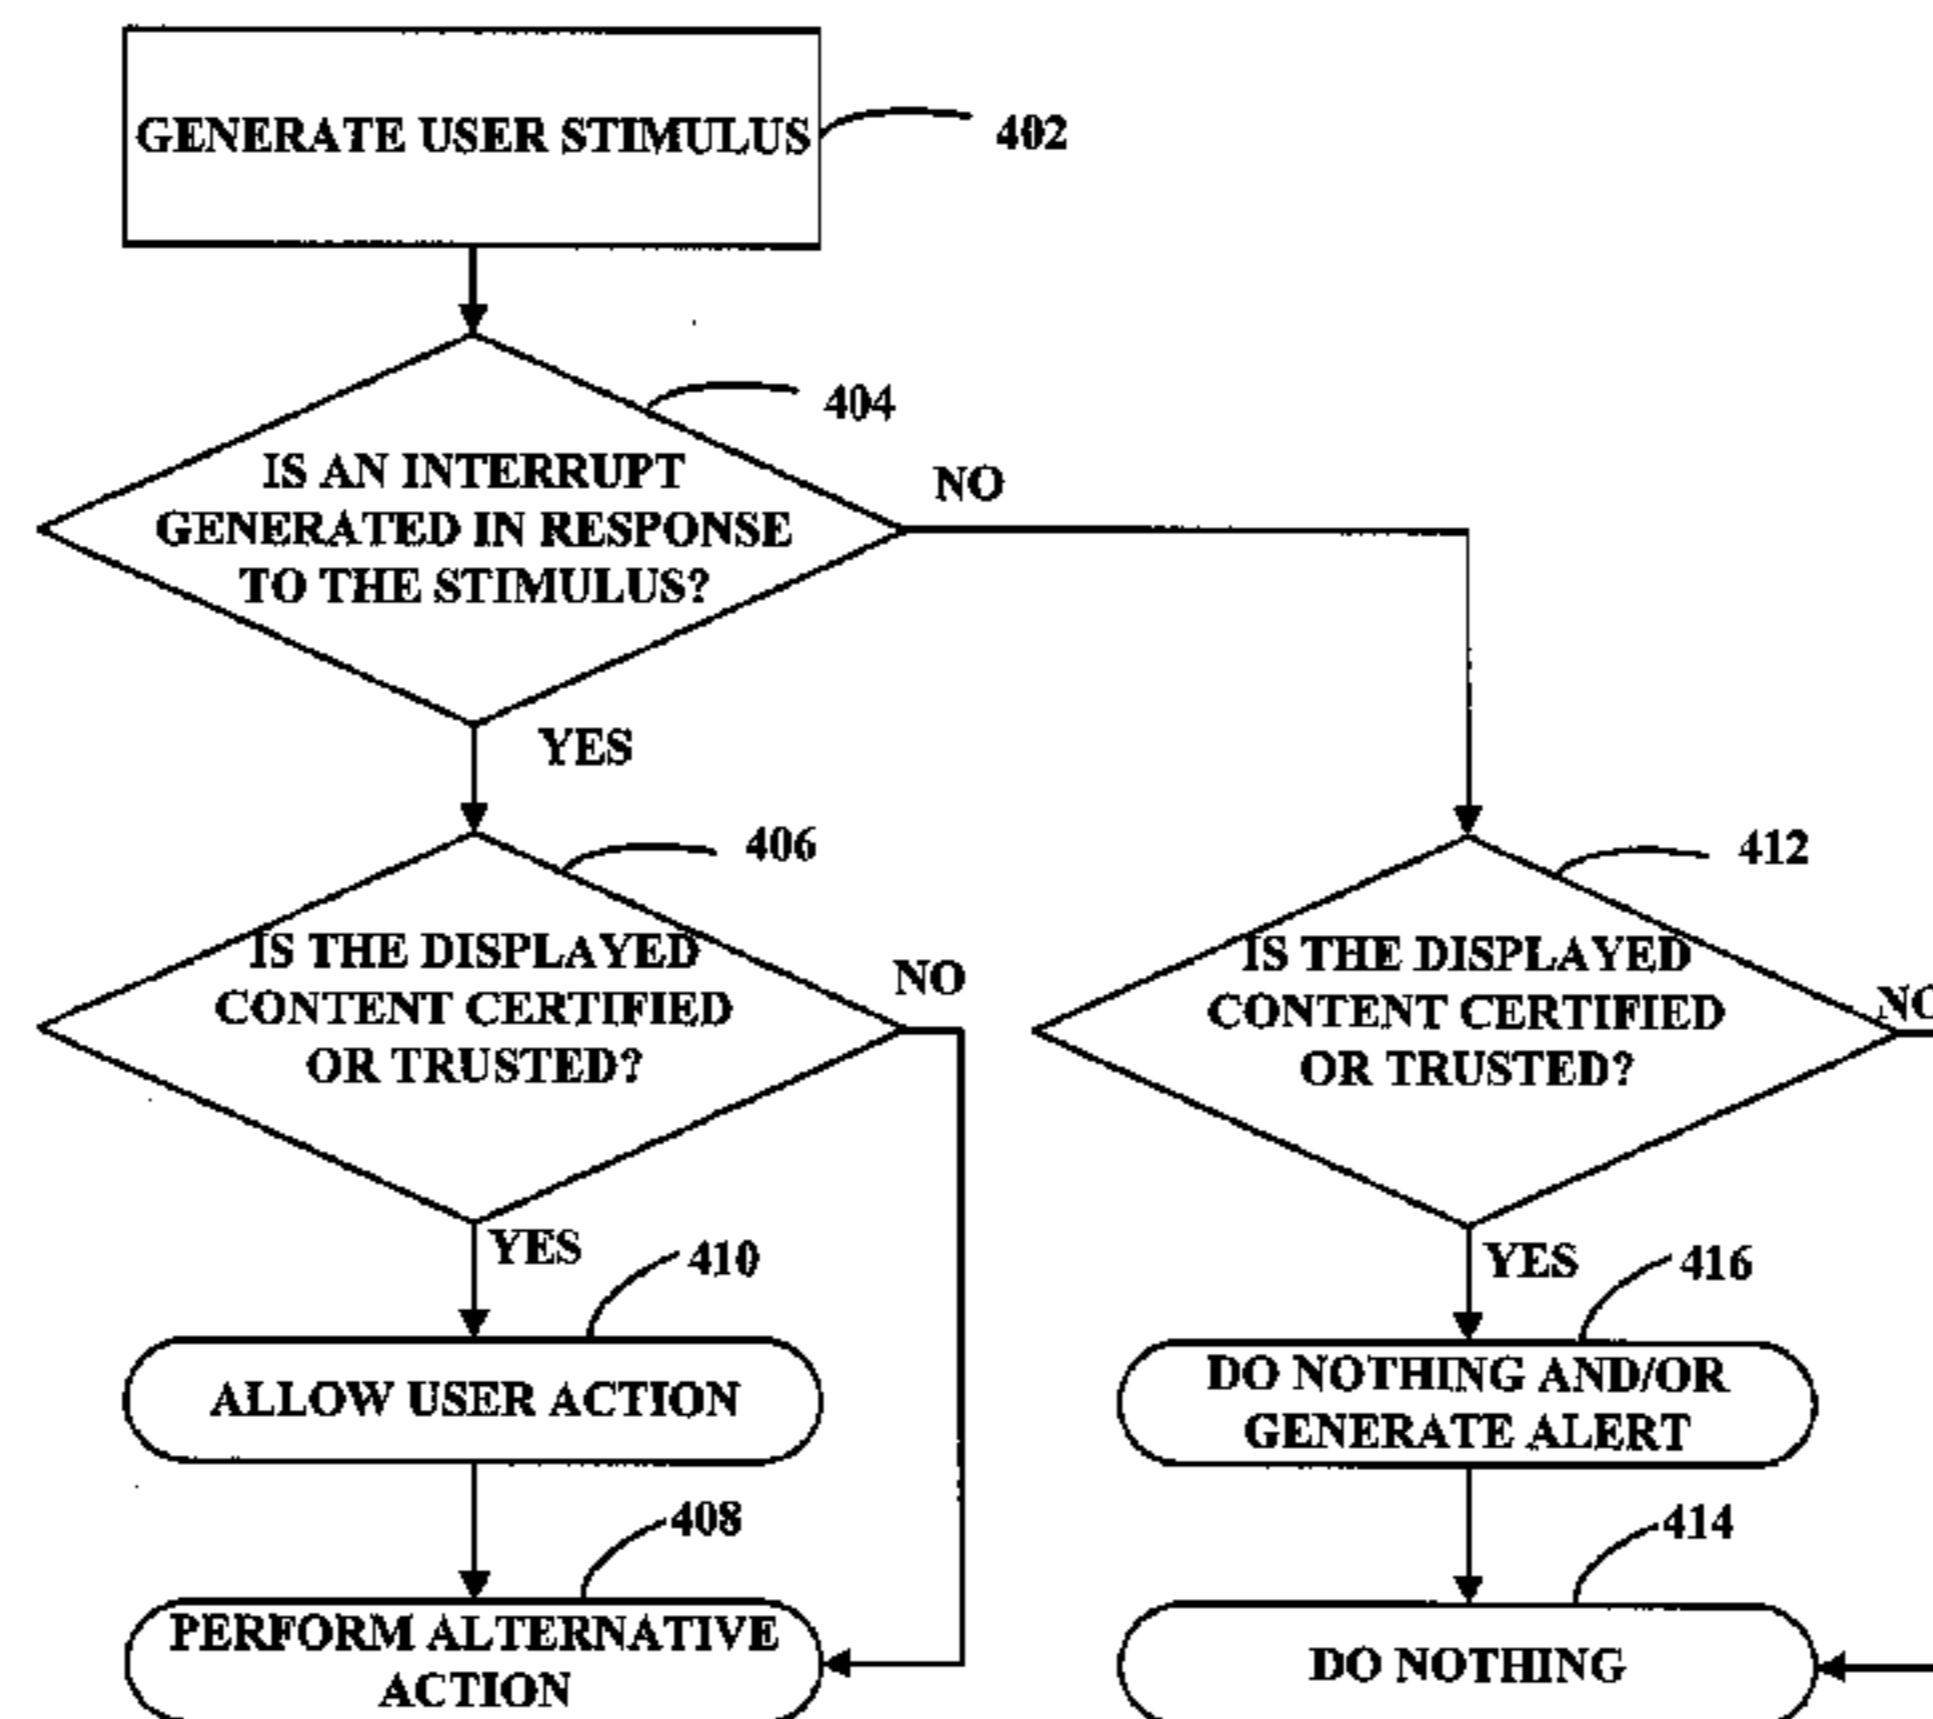 GENERATE USER STIMULUS
402
404
IS AN INTERRUPT
GENERATED IN RESPONSE
TO THE STIMULUS?
NO
YES
406
IS THE DISPLAYED
CONTENT CERTIFIED
OR TRUSTED?
NO
412
IS THE DISPLAYED
CONTENT CERTIFIED
OR TRUSTED?
NO
YES
410
ALLOW USER ACTION
YES
416
DO NOTHING AND/OR
GENERATE ALERT
408
PERFORM ALTERNATIVE
ACTION
414
DO NOTHING